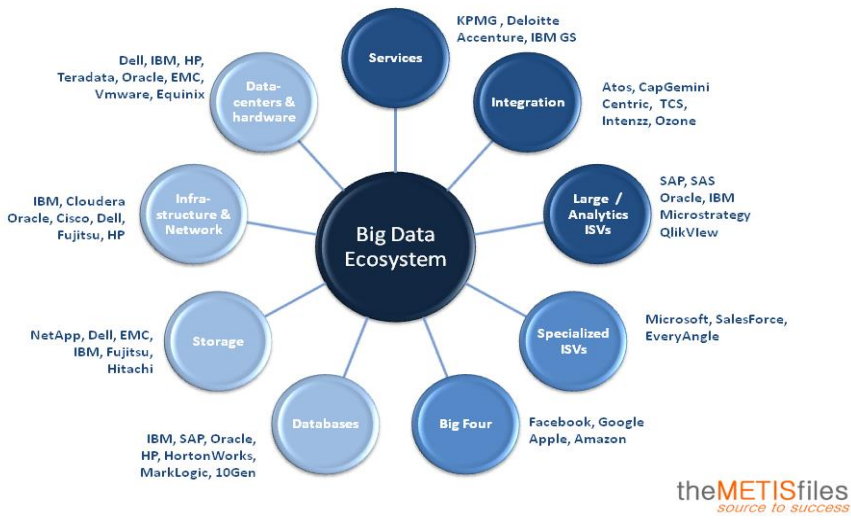 Services
KPMG , Deloitte
Accenture, IBM GS
Integration
Atos, CapGemini
Centric, TCS,
Intenzz, Ozone
Large /
Analytics
ISVs
SAP, SAS
Oracle, IBM
Microstrategy
QlikVIew
Specialized
ISVs
Microsoft, SalesForce,
EveryAngle
Big Four
Facebook, Google
Apple, Amazon
Databases
IBM, SAP, Oracle,
HP, HortonWorks,
MarkLogic, 10Gen
Storage
NetApp, Dell, EMC,
IBM, Fujitsu,
Hitachi
Infra-
structure &
Network
IBM, Cloudera
Oracle, Cisco, Dell,
Fujitsu, HP
Data-
centers &
hardware
Dell, IBM, HP,
Teradata, Oracle, EMC,
Vmware, Equinix
Big Data
Ecosystem
theMETISfiles
source to success